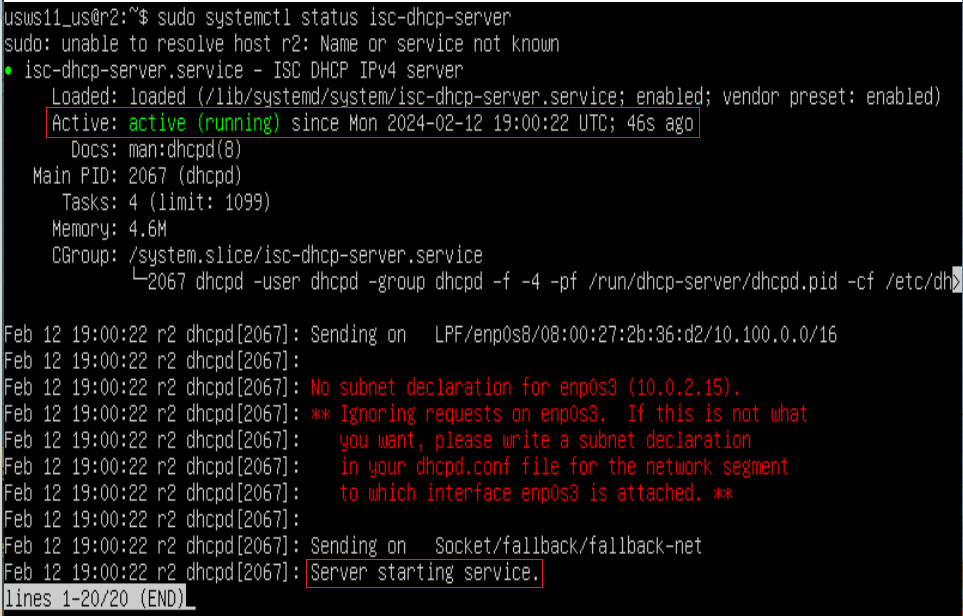 usws11_us@r2:~$ sudo systemctl status isc-dhcp-server
sudo: unable to resolve host r2: Name or service not known
● isc-dhcp-server.service - ISC DHCP IPv4 server
Loaded: loaded (/lib/systemd/system/isc-dhcp-server.service; enabled; vendor preset: enabled)
Active: active (running) since Mon 2024-02-12 19:00:22 UTC; 46s ago
Docs: man:dhcpd(8)
Main PID: 2067 (dhcpd)
Tasks: 4 (limit: 1099)
Memory: 4.6M
CGroup: /system.slice/isc-dhcp-server.service
└─2067 dhcpd -user dhcpd -group dhcpd -f -4 -pf /run/dhcp-server/dhcpd.pid -cf /etc/dh>
Feb 12 19:00:22 r2 dhcpd[2067]: Sending on   LPF/enp0s8/08:00:27:2b:36:d2/10.100.0.0/16
Feb 12 19:00:22 r2 dhcpd[2067]:
Feb 12 19:00:22 r2 dhcpd[2067]: No subnet declaration for enp0s3 (10.0.2.15).
Feb 12 19:00:22 r2 dhcpd[2067]: ** Ignoring requests on enp0s3.  If this is not what
Feb 12 19:00:22 r2 dhcpd[2067]:    you want, please write a subnet declaration
Feb 12 19:00:22 r2 dhcpd[2067]:    in your dhcpd.conf file for the network segment
Feb 12 19:00:22 r2 dhcpd[2067]:    to which interface enp0s3 is attached. **
Feb 12 19:00:22 r2 dhcpd[2067]:
Feb 12 19:00:22 r2 dhcpd[2067]: Sending on   Socket/fallback/fallback-net
Feb 12 19:00:22 r2 dhcpd[2067]: Server starting service.
lines 1-20/20 (END)